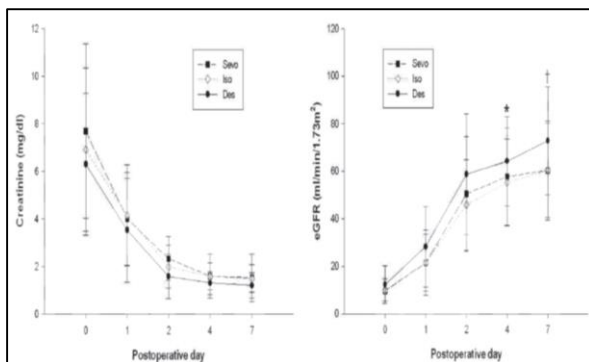 12
10
8
6
4
2
0
Creatinine (mg/dl)
Sevo
Iso
Des
0 1 2 4 7
Postoperative day
120
100
80
60
40
20
0
eGFR (ml/min/1.73m²)
Sevo
Iso
Des
*
0 1 2 4 7
Postoperative day